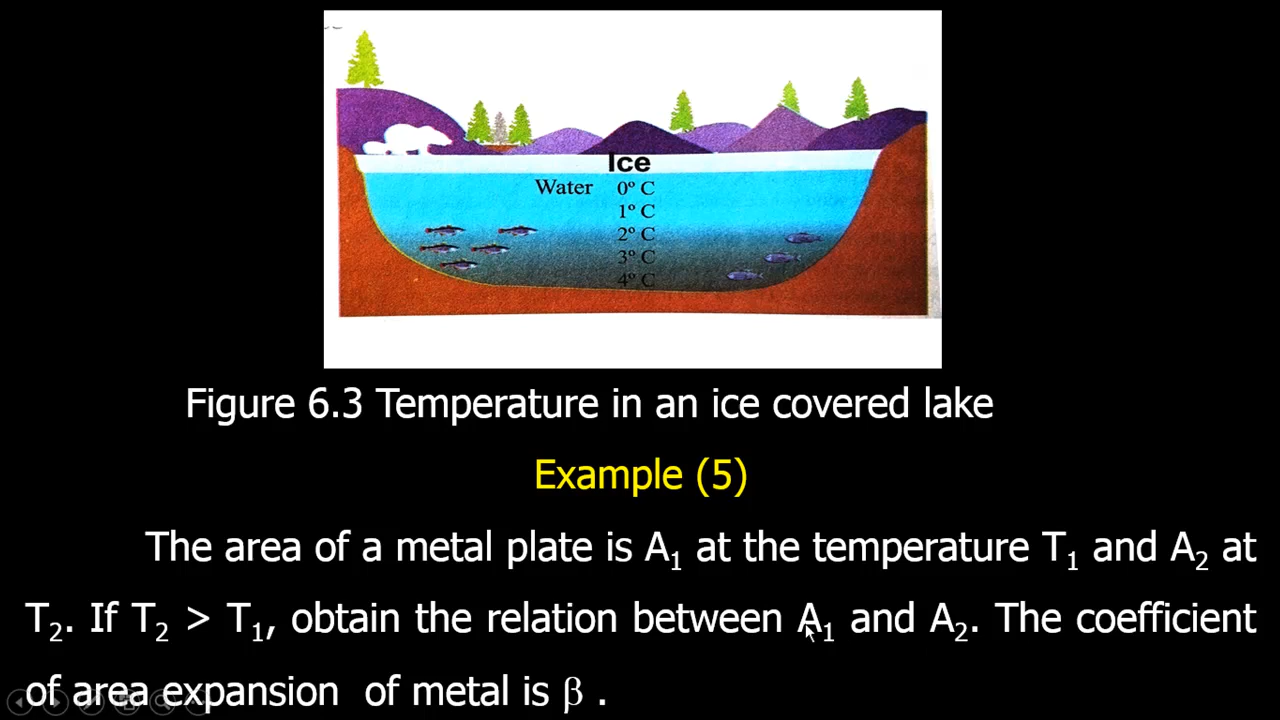 Ice
Water 0° C
1° C
2° C
3° C
4° C
Figure 6.3 Temperature in an ice covered lake
Example (5)
The area of a metal plate is A₁ at the temperature T₁ and A₂ at
T₂. If T₂ > T₁, obtain the relation between A₁ and A₂. The coefficient
of area expansion of metal is β .